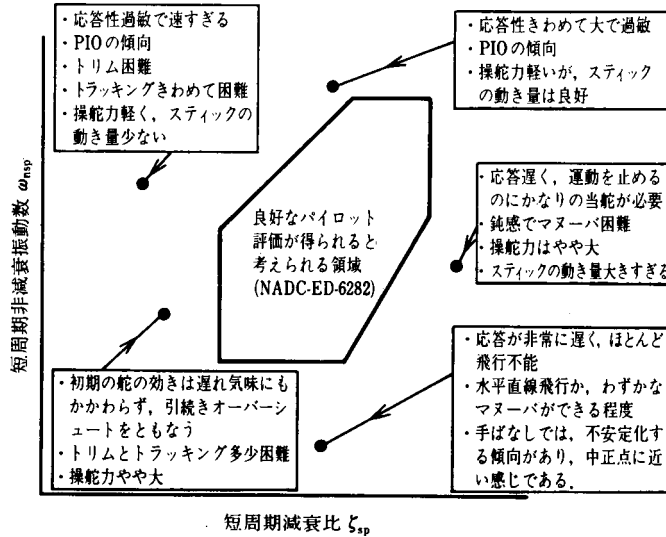 ・応答性過敏で速すぎる
・PIOの傾向
・トリム困難
・トラッキングきわめて困難
・操舵力軽く，スティックの
動き量少ない
・応答性きわめて大で過敏
・PIOの傾向
・操舵力軽いが，スティック
の動き量は良好
短周期非減衰振動数 ωnsp
良好なパイロット
評価が得られると
考えられる領域
(NADC-ED-6282)
・応答遅く，運動を止める
のにかなりの当舵が必要
・鈍感でマヌーバ困難
・操舵力はやや大
・スティックの動き量大きすぎる
・初期の舵の効きは遅れ気味にも
かかわらず，引続きオーバーシ
ュートをともなう
・トリムとトラッキング多少困難
・操舵力やや大
・応答が非常に遅く，ほとんど
飛行不能
・水平直線飛行か，わずかな
マヌーバができる程度
・手ばなしでは，不安定化す
る傾向があり，中正点に近
い感じである．
短周期減衰比 ζsp